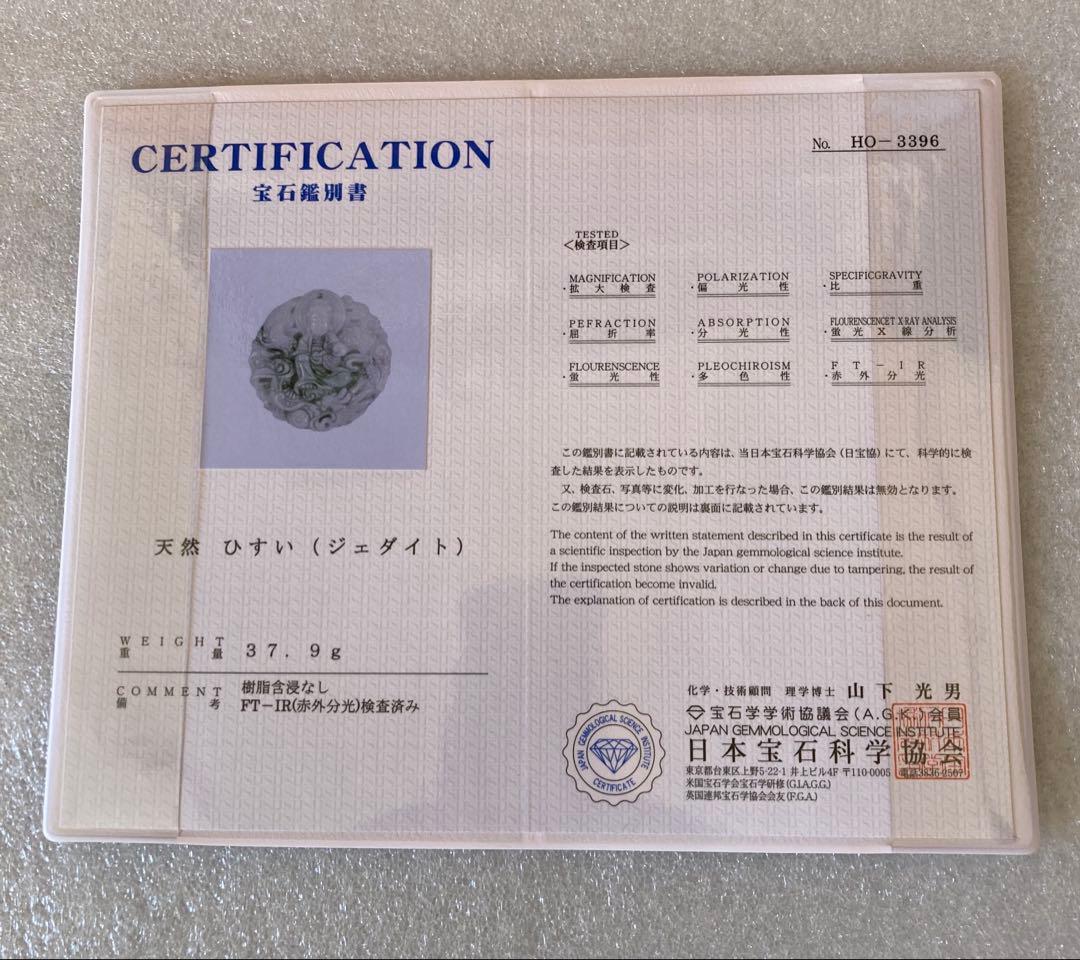 CERTIFICATION
宝石鑑別書
No. HO-3396
TESTED
<検査項目>
MAGNIFICATION
・拡大検査
POLARIZATION
・偏光性
SPECIFICGRAVITY
・比重
PEFRACTION
・屈折率
ABSORPTION
・分光性
FLOURENSCENCET X-RAY ANALYSIS
・蛍光X線分析
FLOURENSCENCE
・蛍光性
PLEOCHIROISM
・多色性
FT-IR
・赤外分光
この鑑別書に記載されている内容は、当日本宝石科学協会(日宝協)にて、科学的に検
査した結果を表示したものです。
又、検査石、写真等に変化、加工を行なった場合、この鑑別結果は無効となります。
この鑑別結果についての説明は裏面に記載されています。
The content of the written statement described in this certificate is the result of
a scientific inspection by the Japan gemmological science institute.
If the inspected stone shows variation or change due to tampering, the result of
the certification become invalid.
The explanation of certification is described in the back of this document.
天然 ひすい(ジェダイト)
WEIGHT
重量 37.9g
COMMENT
備考
樹脂含浸なし
FT-IR(赤外分光)検査済み
JAPAN GEMMOLOGICAL SCIENCE INSTITUTE
CERTIFICATE
化学・技術顧問 理学博士 山下 光男
宝石学学術協議会(A.G.K.)会員
JAPAN GEMMOLOGICAL SCIENCE INSTITUTE
日本宝石科学協会
東京都台東区上野5-22-1 井上ビル4F 〒110-0005 電話3836-2507
米国宝石学会宝石学研修(G.I.A.G.G.)
英国連邦宝石学協会会友(F.G.A.)